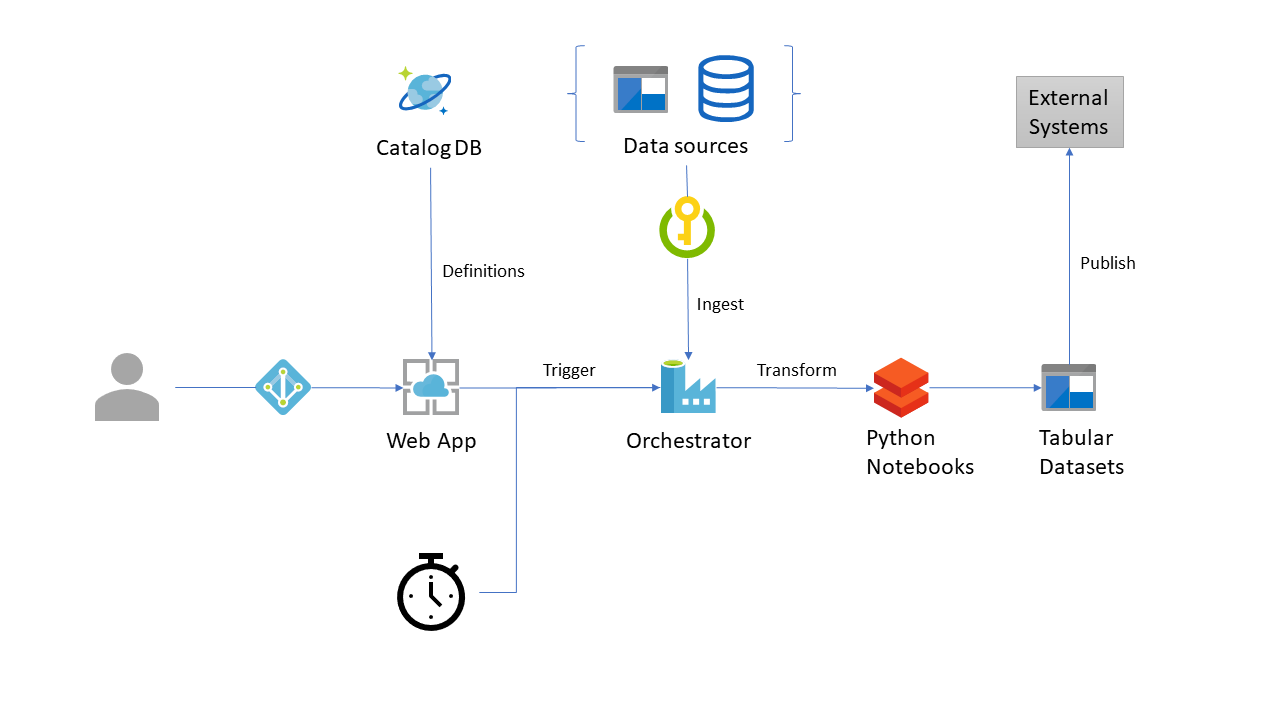 Catalog DB
Data sources
External
Systems
Definitions
Ingest
Publish
Trigger
Transform
Web App
Orchestrator
Python
Notebooks
Tabular
Datasets